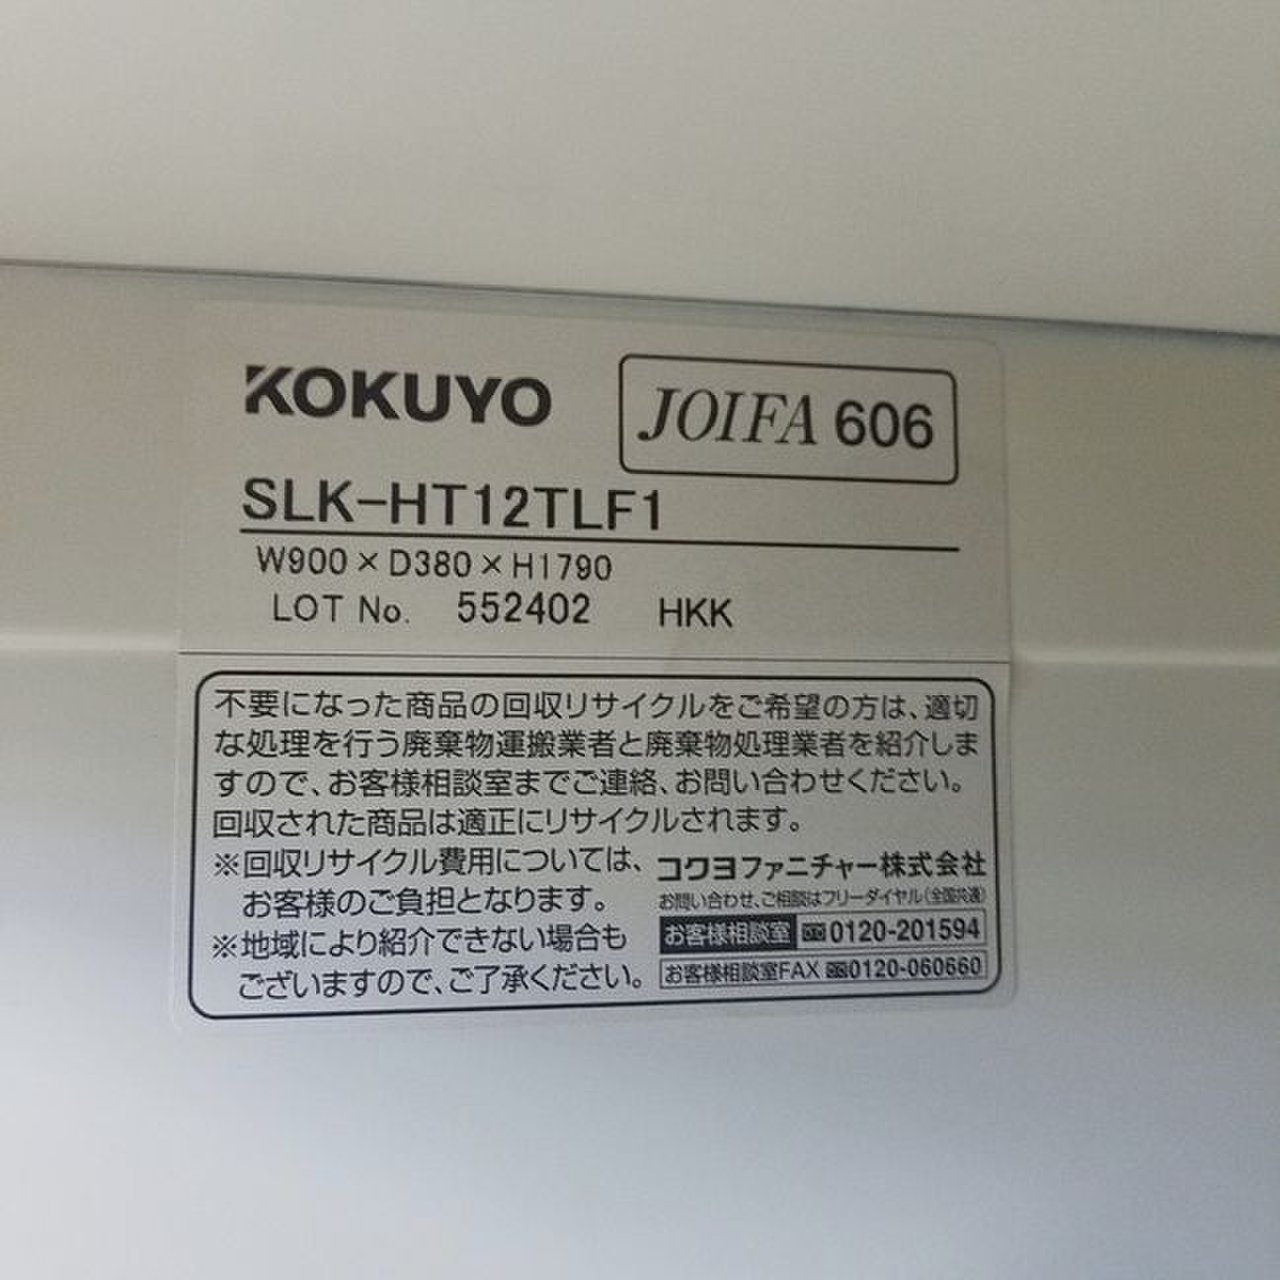 KOKUYO JOIFA 606
SLK-HT12TLF1
W900×D380×H1790
LOT No. 552402 HKK
不要になった商品の回収リサイクルをご希望の方は、適切
な処理を行う廃棄物運搬業者と廃棄物処理業者を紹介しま
すので、お客様相談室までご連絡、お問い合わせください。
回収された商品は適正にリサイクルされます。
※回収リサイクル費用については、
お客様のご負担となります。
※地域により紹介できない場合も
ございますので、ご了承ください。
コクヨファニチャー株式会社
お問い合わせ、ご相談はフリーダイヤル(全国共通)
お客様相談室 0120-201594
お客様相談室FAX 0120-060660